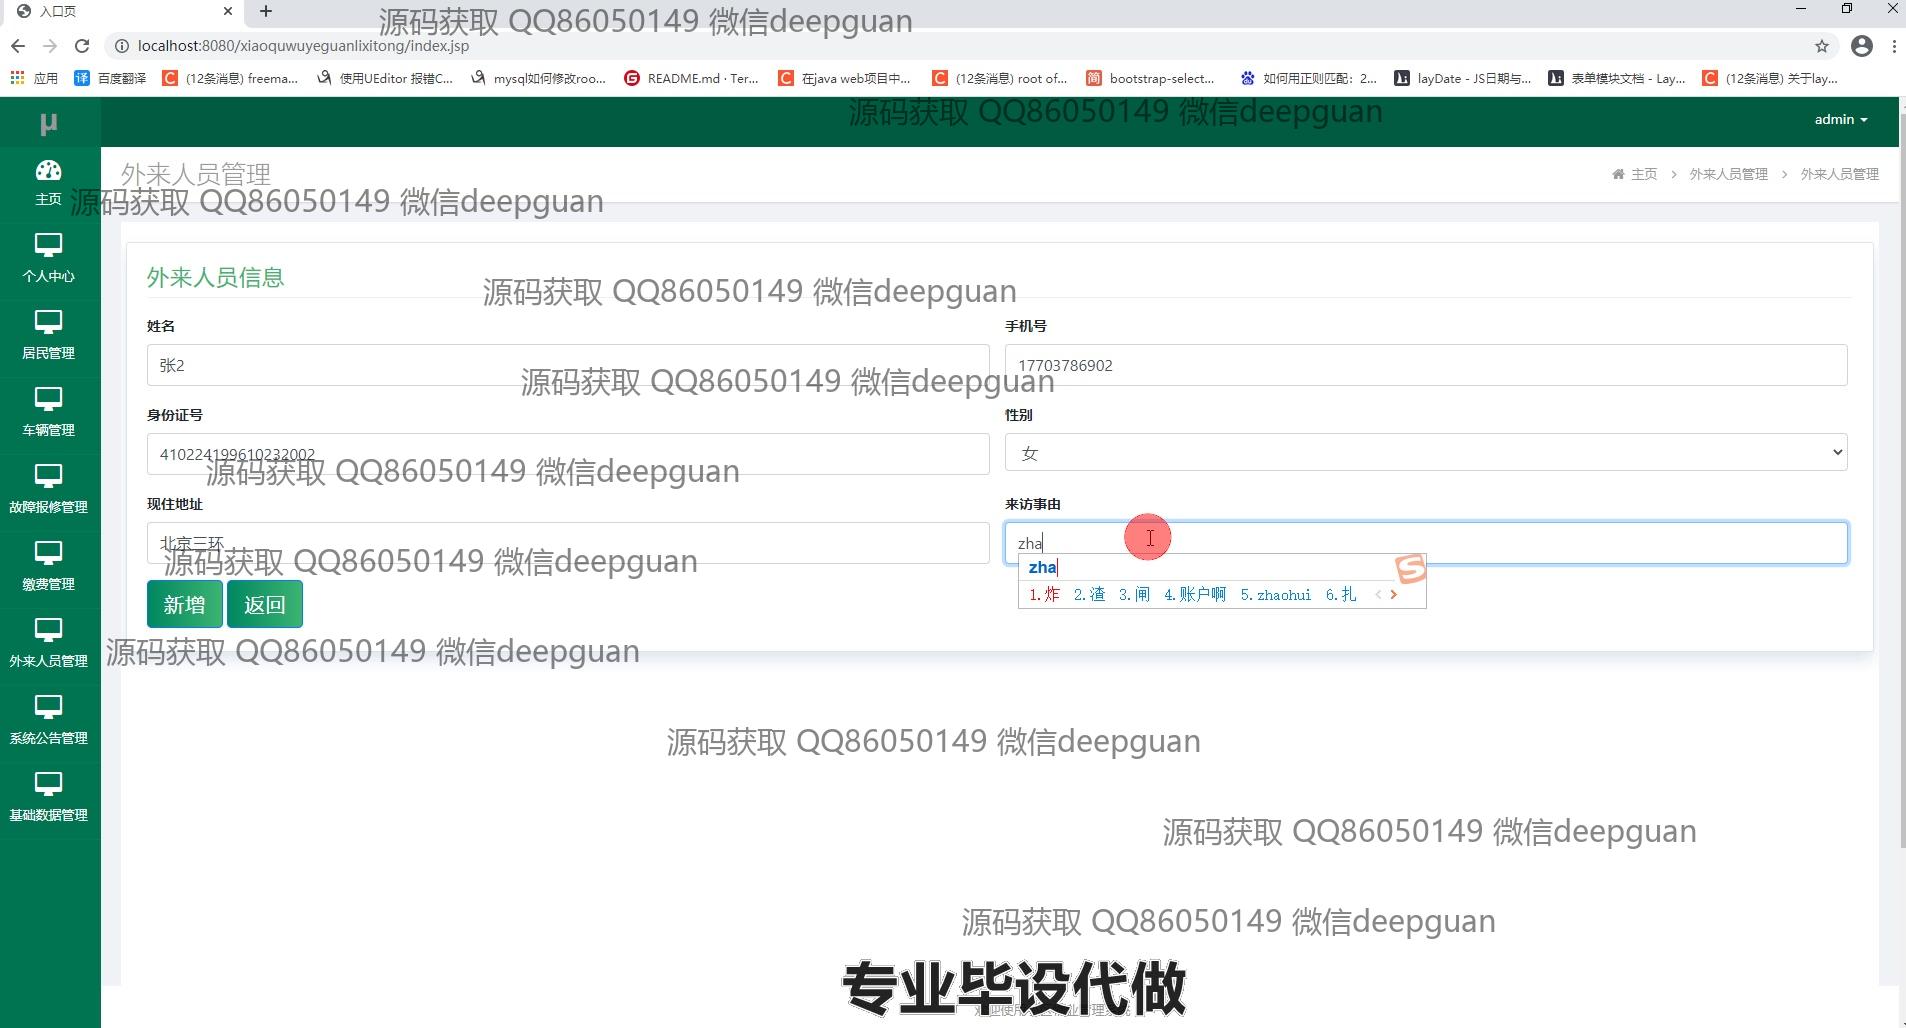 入口页
源码获取 QQ86050149 微信deepguan
localhost:8080/xiaoquwuyeguanlixitong/index.jsp
应用 百度翻译 (12条消息) freema... 使用UEditor 报错C... mysql如何修改roo... README.md · Ter... 在java web项目中... (12条消息) root of... bootstrap-select... 如何用正则匹配：2... layDate - JS日期与... 表单模块文档 - Lay... (12条消息) 关于lay...
源码获取 QQ86050149 微信deepguan
μ
admin
外来人员管理
主页 > 外来人员管理 > 外来人员管理
主页
源码获取 QQ86050149 微信deepguan
个人中心
居民管理
车辆管理
故障报修管理
缴费管理
外来人员管理
系统公告管理
基础数据管理
外来人员信息
源码获取 QQ86050149 微信deepguan
姓名
张2
手机号
17703786902
源码获取 QQ86050149 微信deepguan
身份证号
410224199610232002
性别
女
源码获取 QQ86050149 微信deepguan
现住地址
北京三环
来访事由
zha
zha
1.炸 2.渣 3.闸 4.账户啊 5.zhaohui 6.扎
源码获取 QQ86050149 微信deepguan
新增 返回
源码获取 QQ86050149 微信deepguan
源码获取 QQ86050149 微信deepguan
源码获取 QQ86050149 微信deepguan
源码获取 QQ86050149 微信deepguan
专业毕设代做